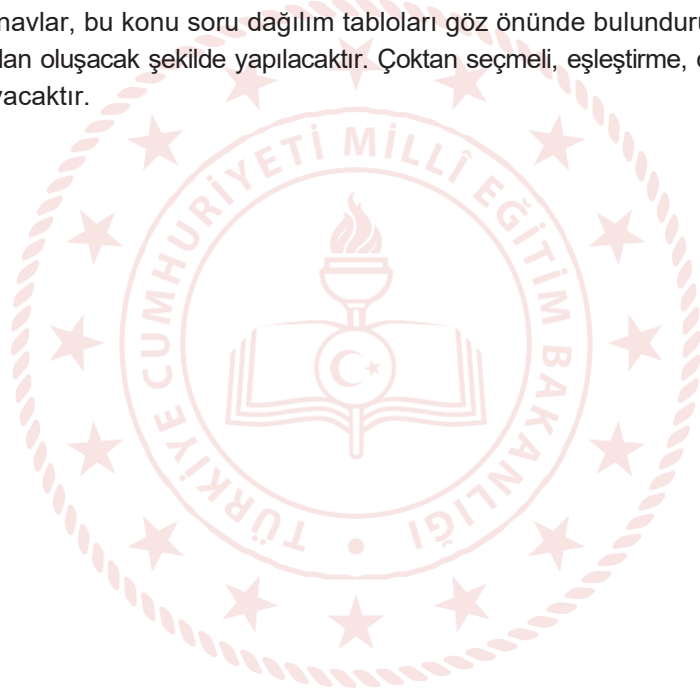 navlar, bu konu soru dağılım tabloları göz önünde bulundur
lan oluşacak şekilde yapılacaktır. Çoktan seçmeli, eşleştirme,
yacaktır.
TÜRKİYE CUMHURİYETİ MİLLÎ EĞİTİM BAKANLIĞI